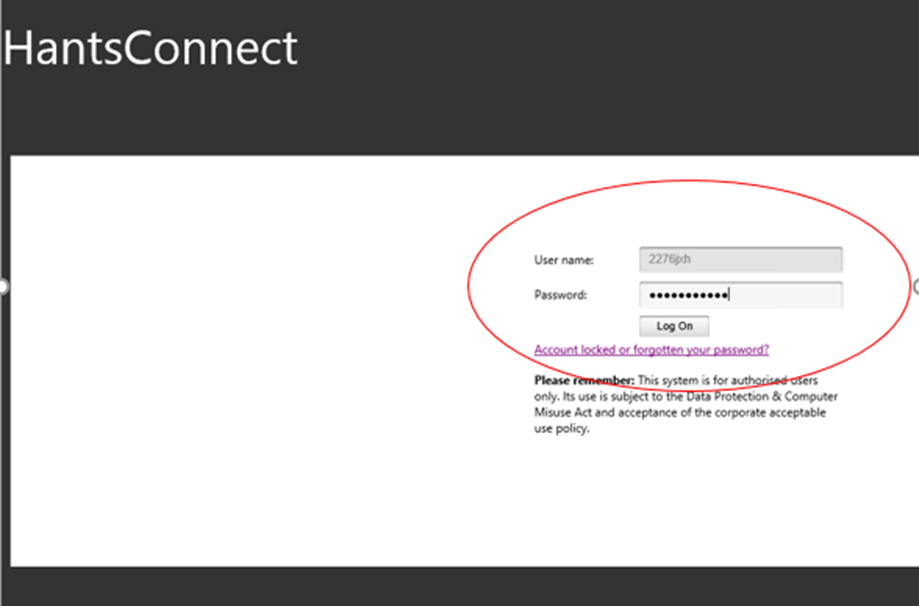 HantsConnect
User name: 2276jxh
Password: ●●●●●●●●●●●
Log On
Account locked or forgotten your password?
Please remember: This system is for authorised users
only. Its use is subject to the Data Protection & Computer
Misuse Act and acceptance of the corporate acceptable
use policy.